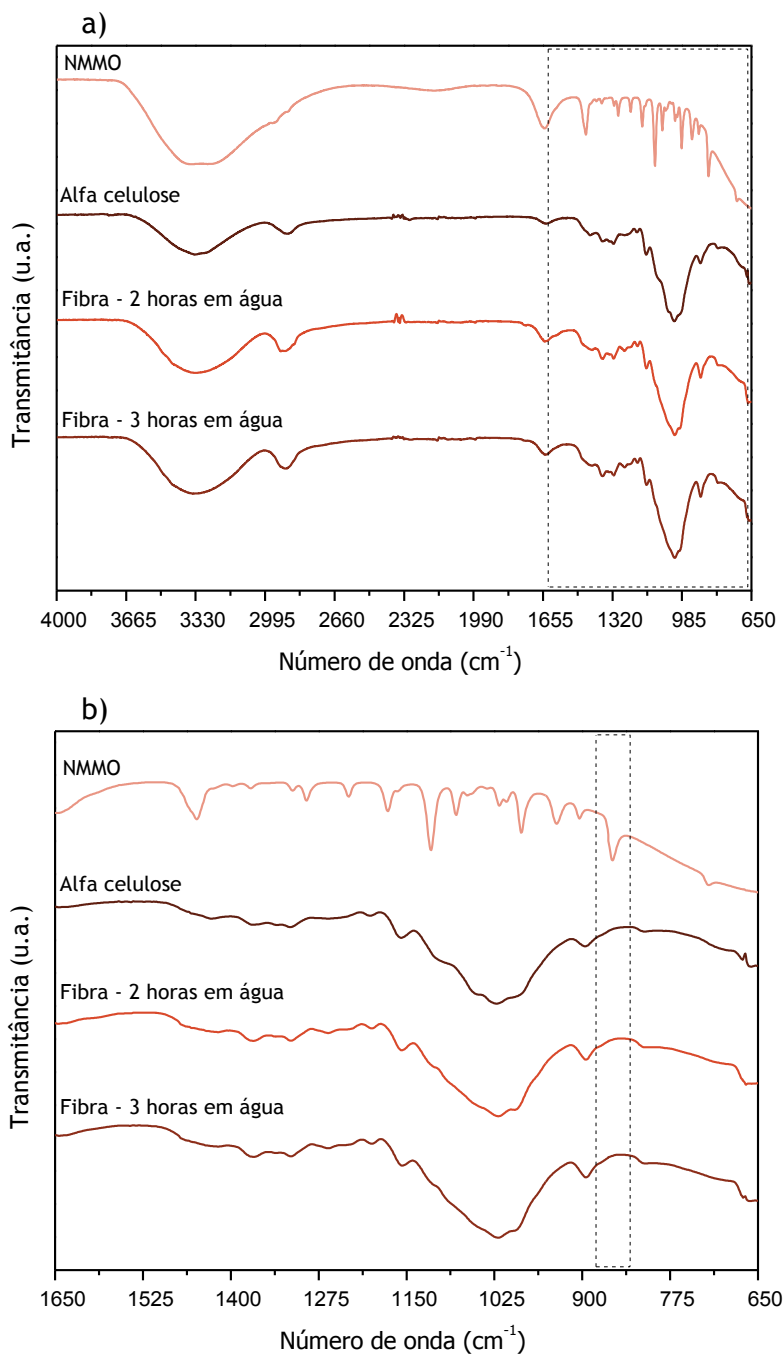 a)
NMMO
Alfa celulose
Fibra - 2 horas em água
Fibra - 3 horas em água
Transmitância (u.a.)
4000 3665 3330 2995 2660 2325 1990 1655 1320 985 650
Número de onda (cm⁻¹)
b)
NMMO
Alfa celulose
Fibra - 2 horas em água
Fibra - 3 horas em água
Transmitância (u.a.)
1650 1525 1400 1275 1150 1025 900 775 650
Número de onda (cm⁻¹)